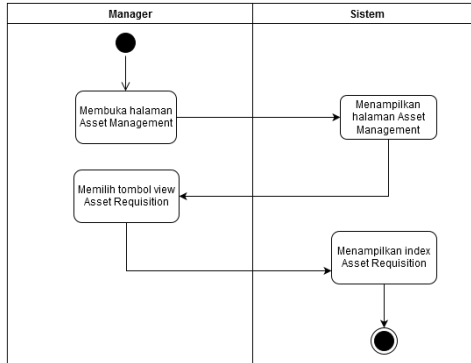 Manager
Sistem
Membuka halaman
Asset Management
Menampilkan
halaman Asset
Management
Memilih tombol view
Asset Requisition
Menampilkan index
Asset Requisition